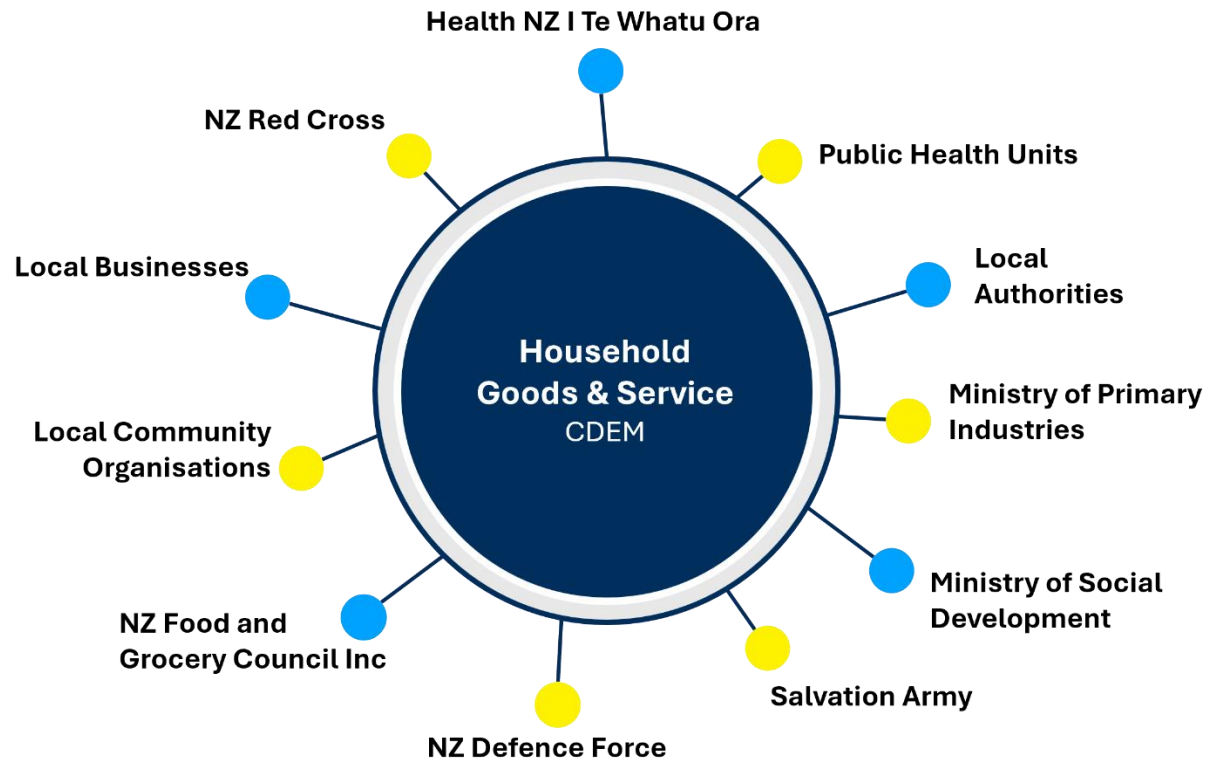 Health NZ I Te Whatu Ora
NZ Red Cross
Public Health Units
Local Businesses
Local
Authorities
Household
Goods & Service
CDEM
Ministry of Primary
Industries
Local Community
Organisations
Ministry of Social
Development
NZ Food and
Grocery Council Inc
Salvation Army
NZ Defence Force